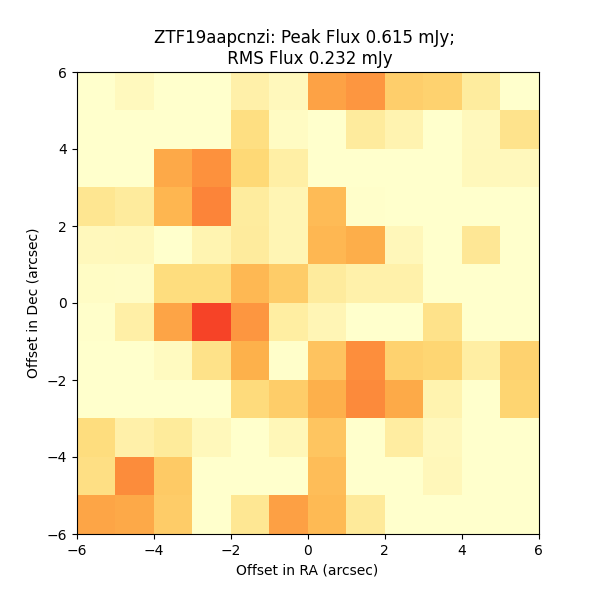 ZTF19aapcnzi: Peak Flux 0.615 mJy;
RMS Flux 0.232 mJy
6
4
2
0
−2
−4
−6
Offset in Dec (arcsec)
−6 −4 −2 0 2 4 6
Offset in RA (arcsec)